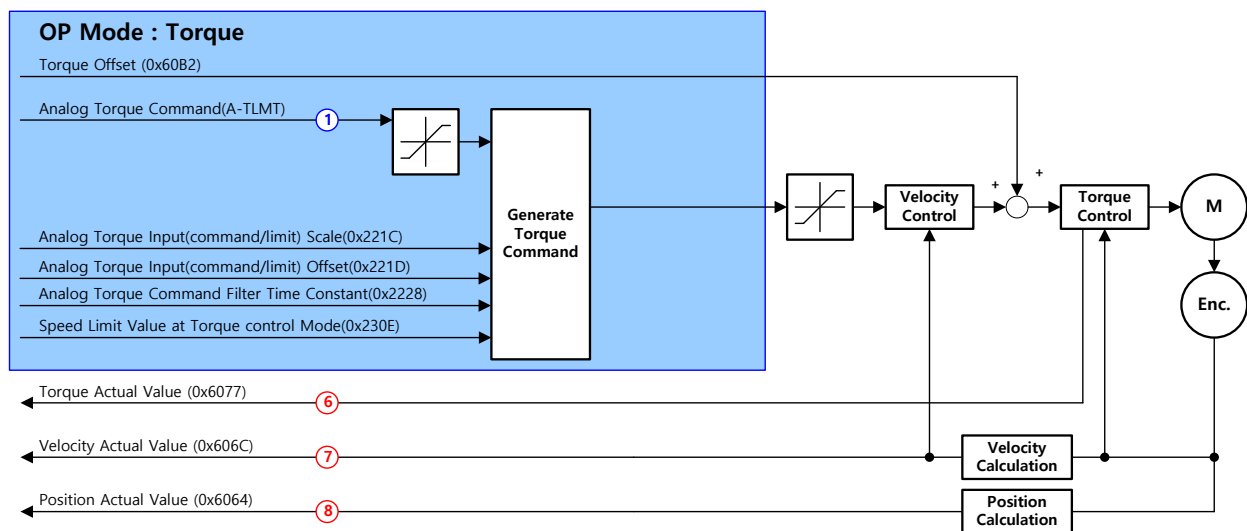 OP Mode : Torque
Torque Offset (0x60B2)
Analog Torque Command(A-TLMT)
1
Generate
Torque
Command
Analog Torque Input(command/limit) Scale(0x221C)
Analog Torque Input(command/limit) Offset(0x221D)
Analog Torque Command Filter Time Constant(0x2228)
Speed Limit Value at Torque control Mode(0x230E)
Velocity
Control
+
+
Torque
Control
M
Enc.
Torque Actual Value (0x6077)
6
Velocity Actual Value (0x606C)
7
Velocity
Calculation
Position Actual Value (0x6064)
8
Position
Calculation